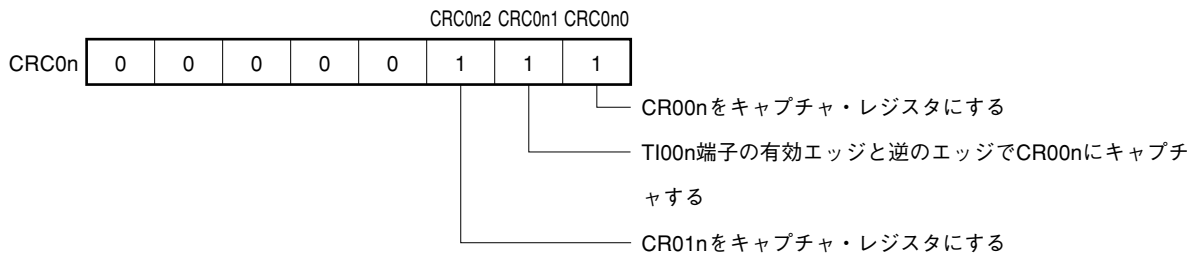 CRC0n2 CRC0n1 CRC0n0
CRC0n 0 0 0 0 0 1 1 1
CR00nをキャプチャ・レジスタにする
TI00n端子の有効エッジと逆のエッジでCR00nにキャプチ
ャする
CR01nをキャプチャ・レジスタにする